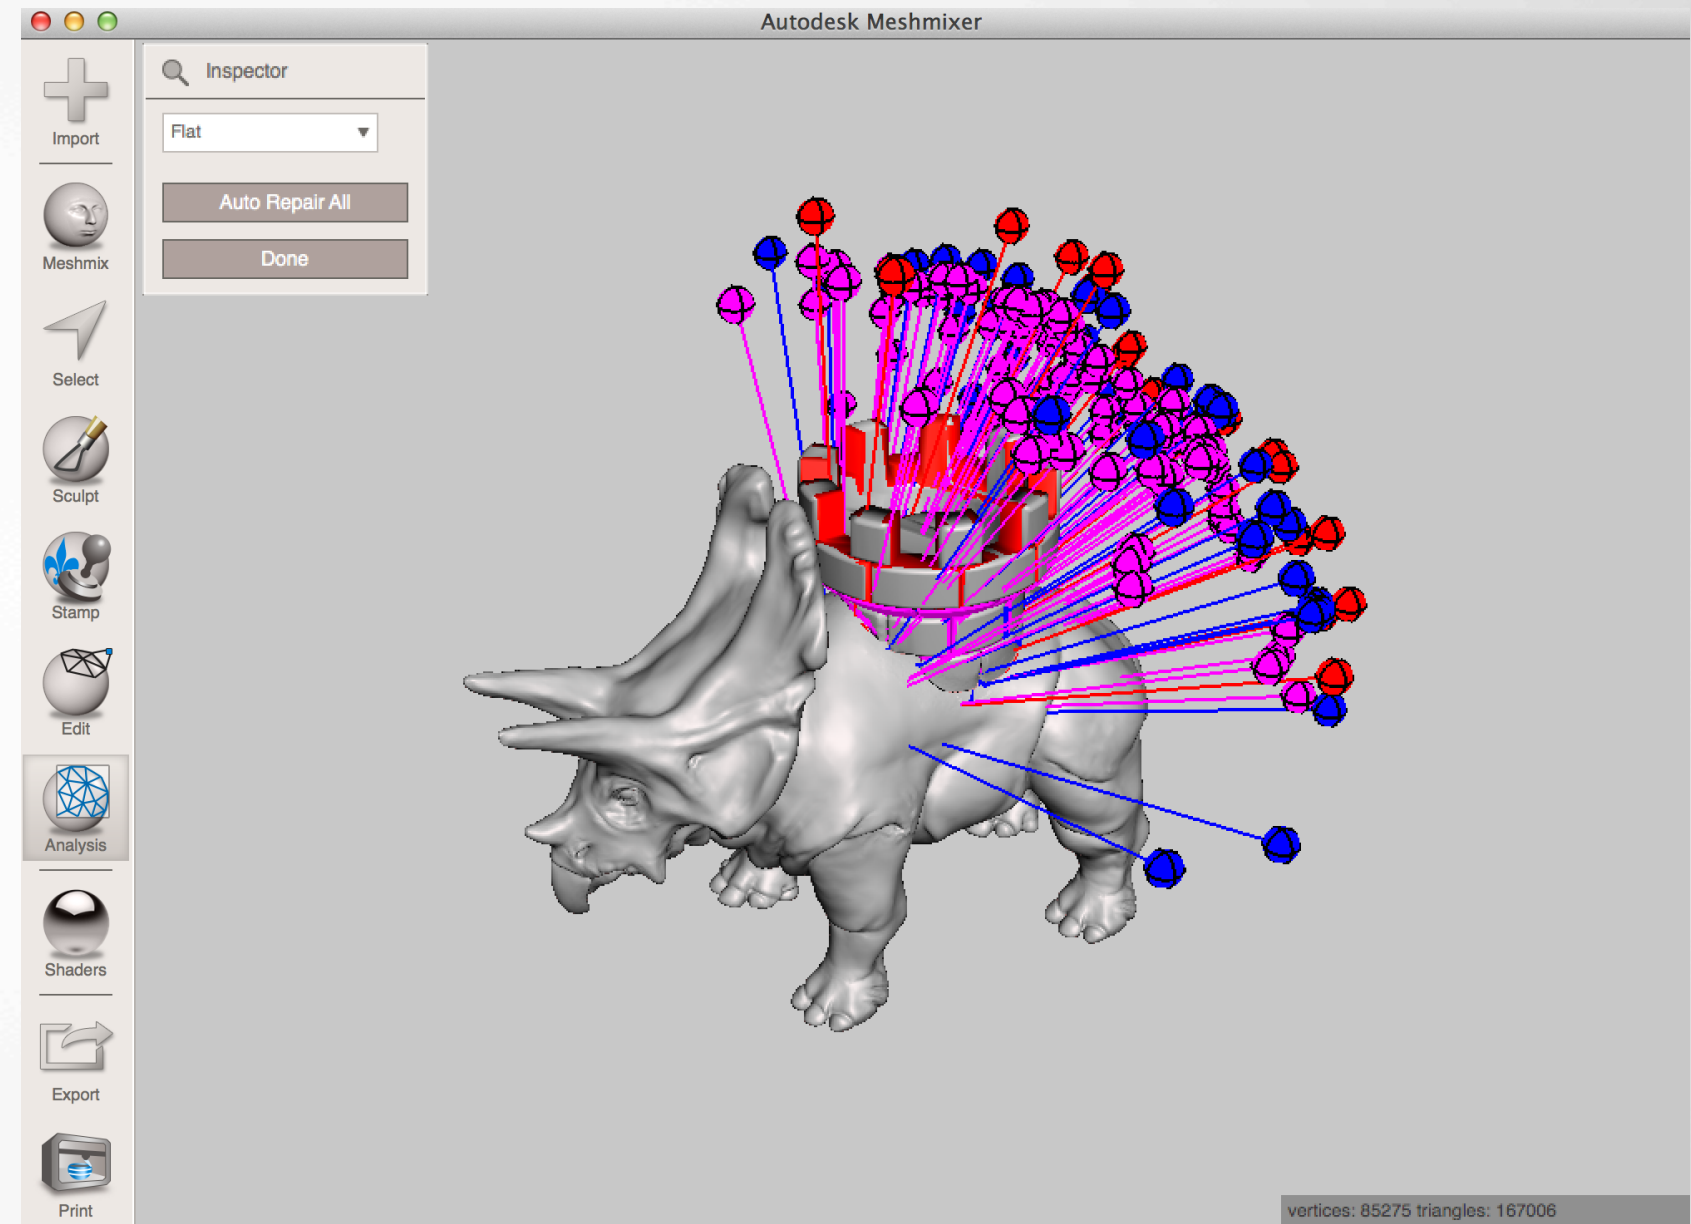 Autodesk Meshmixer
Import
Meshmix
Select
Sculpt
Stamp
Edit
Analysis
Shaders
Export
Print
Inspector
Flat
Auto Repair All
Done
vertices: 85275 triangles: 167006